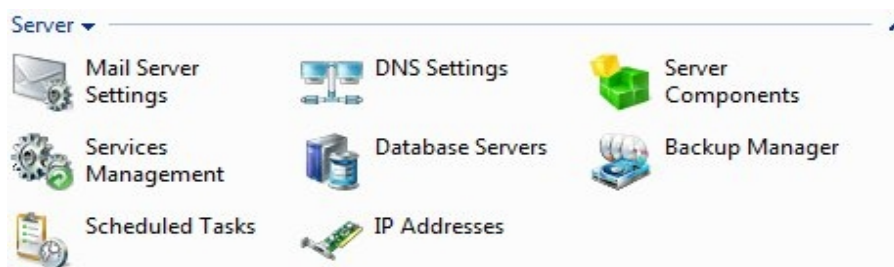 Server
Mail Server
Settings
DNS Settings
Server
Components
Services
Management
Database Servers
Backup Manager
Scheduled Tasks
IP Addresses